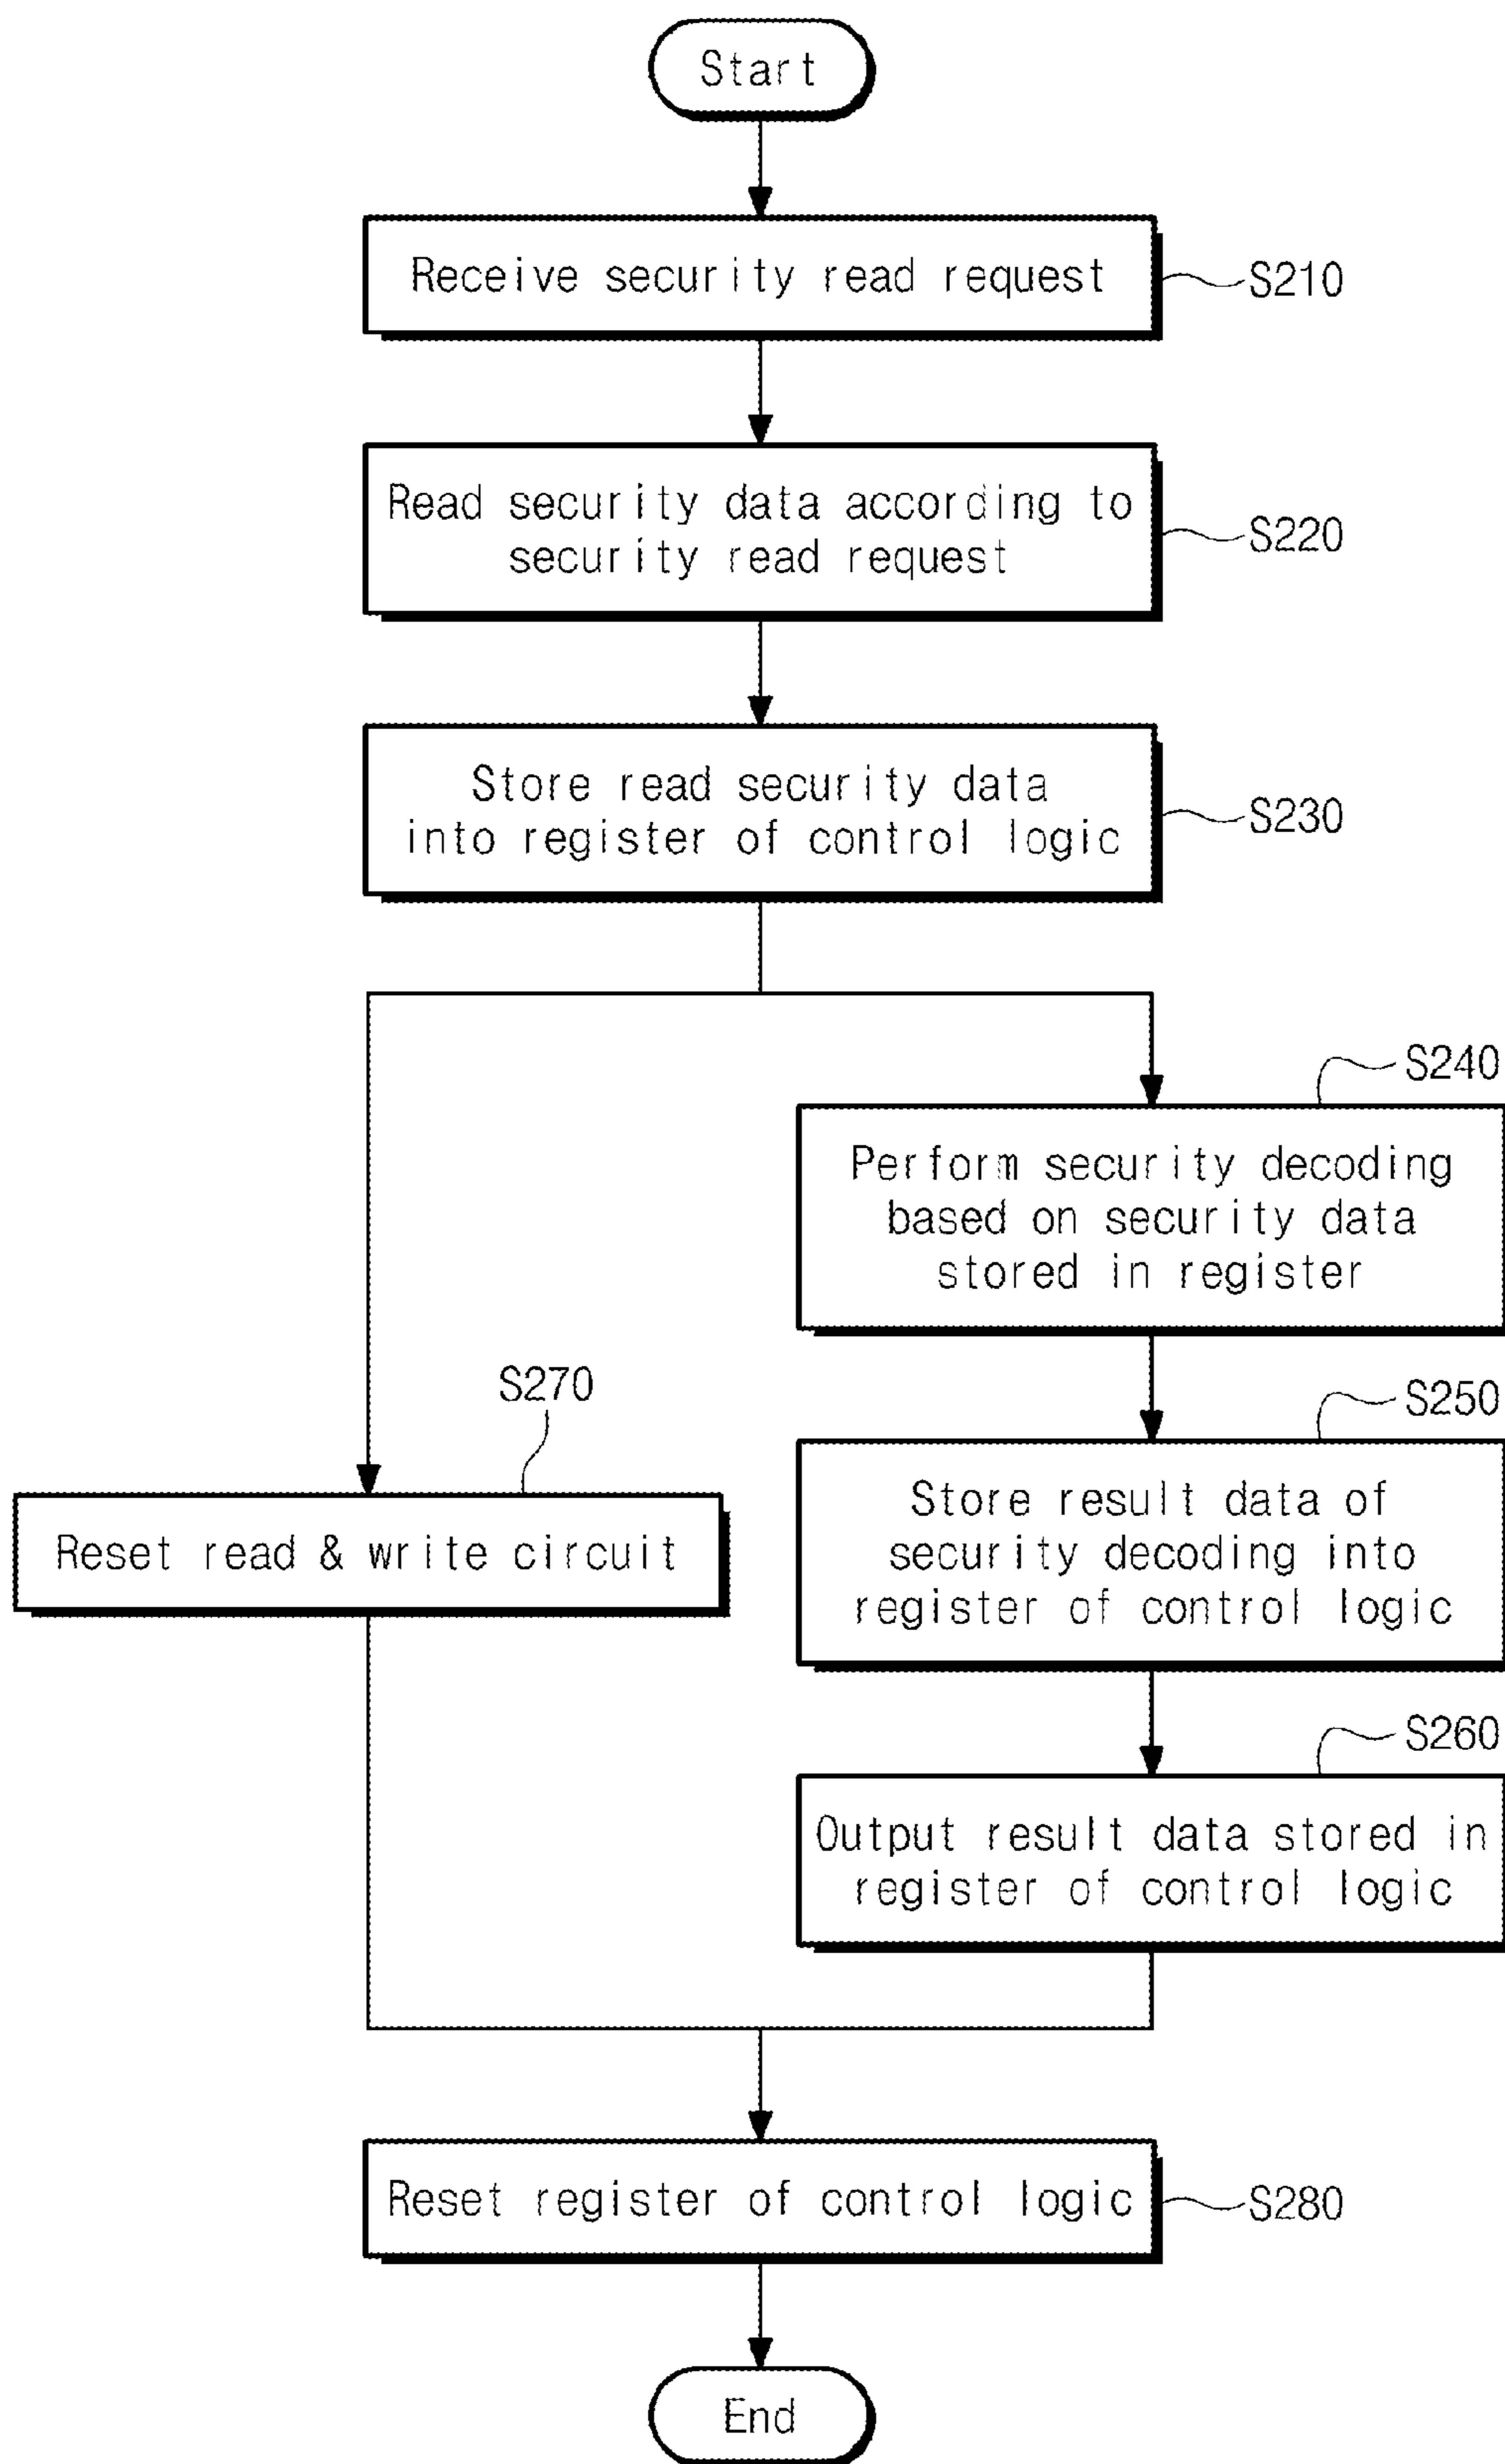 Start
Receive security read request
S210
Read security data according to
security read request
S220
Store read security data
into register of control logic
S230
S240
Perform security decoding
based on security data
stored in register
S270
Reset read & write circuit
S250
Store result data of
security decoding into
register of control logic
S260
Output result data stored in
register of control logic
Reset register of control logic
S280
End